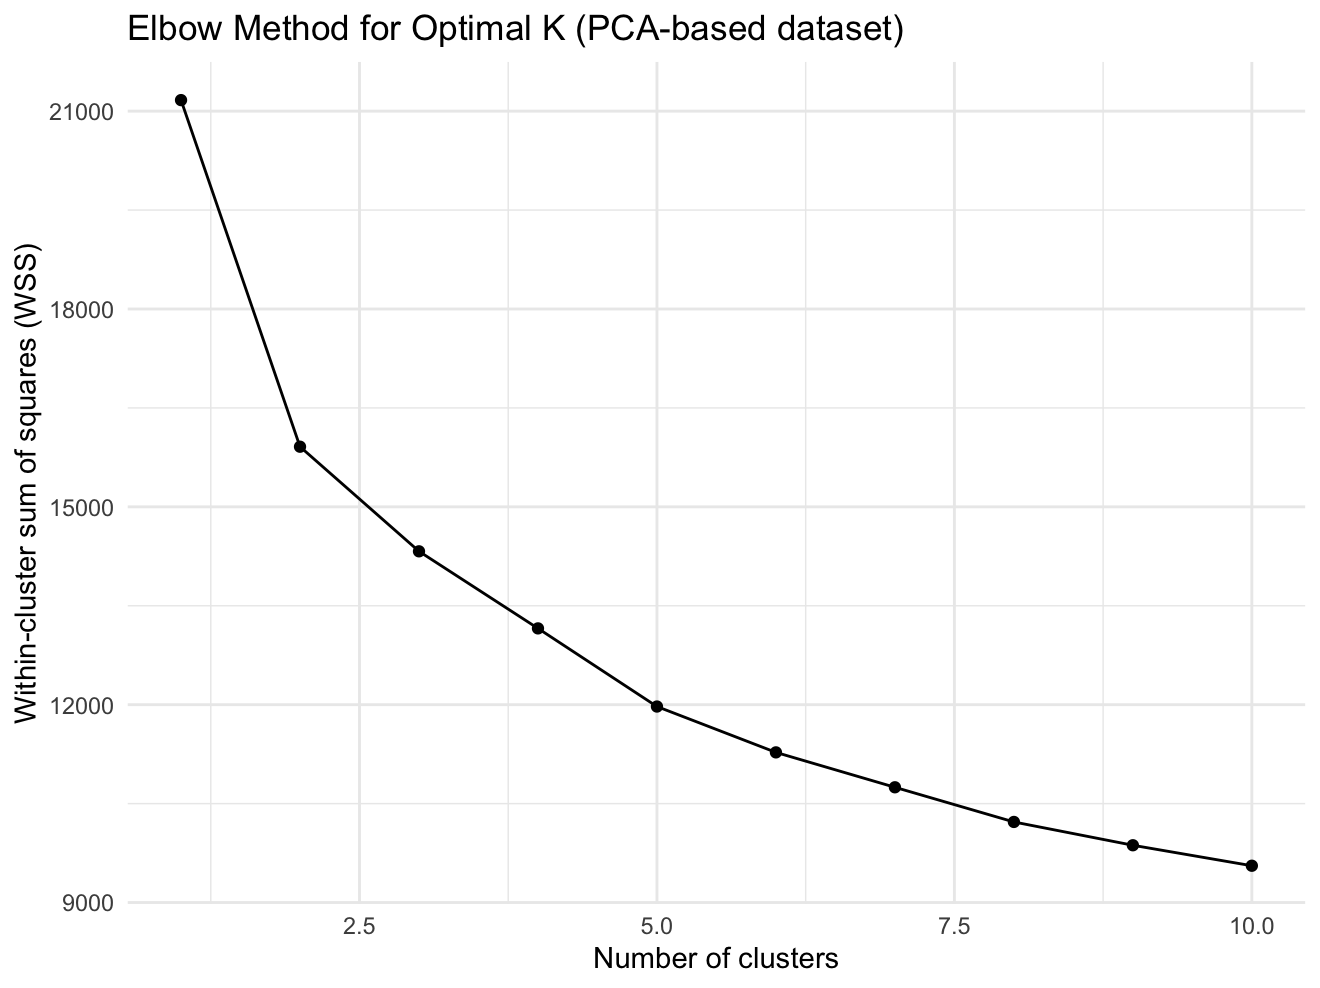 Elbow Method for Optimal K (PCA-based dataset)
Within-cluster sum of squares (WSS)
21000
18000
15000
12000
9000
2.5 5.0 7.5 10.0
Number of clusters